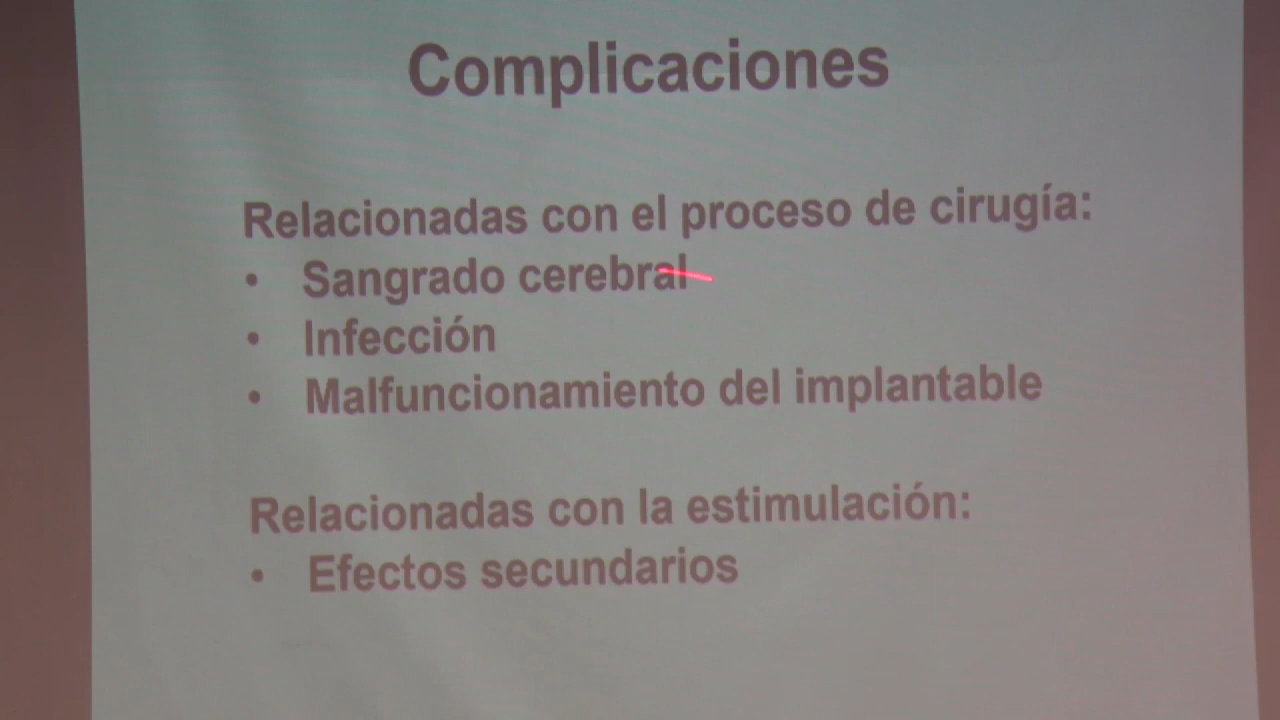 Complicaciones
Relacionadas con el proceso de cirugía:
• Sangrado cerebral
• Infección
• Malfuncionamiento del implantable
Relacionadas con la estimulación:
• Efectos secundarios